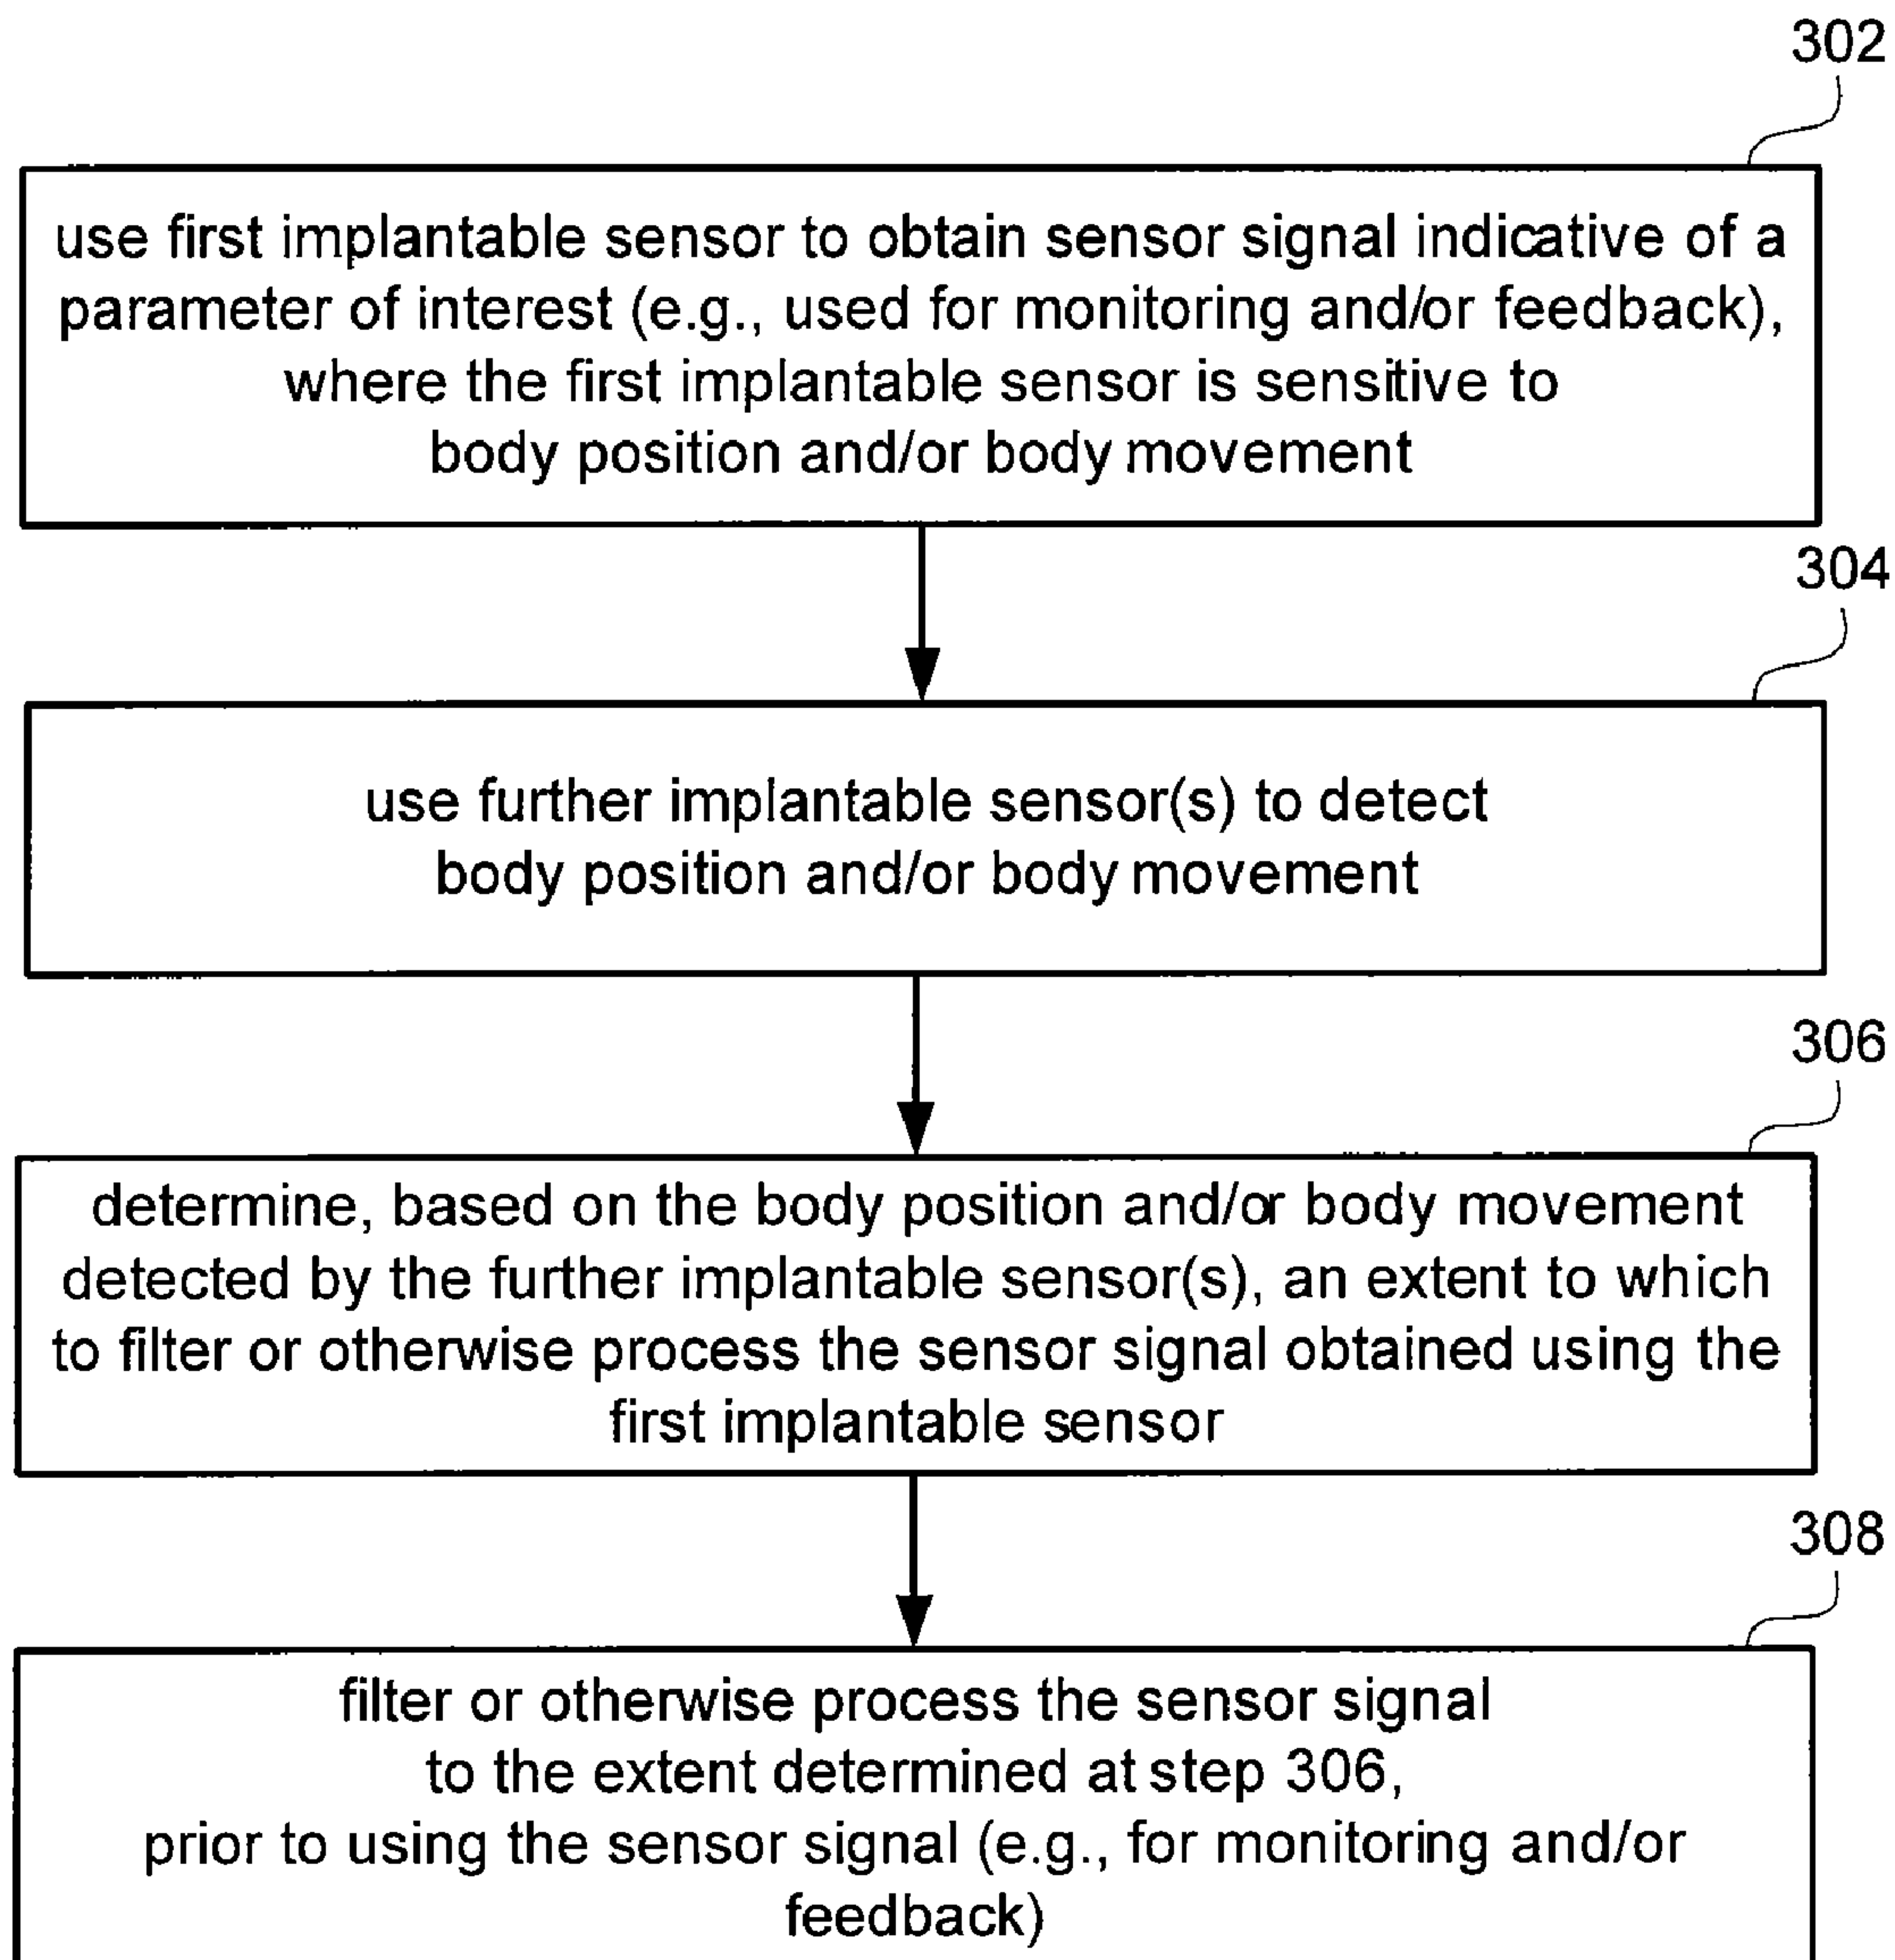 302
use first implantable sensor to obtain sensor signal indicative of a
parameter of interest (e.g., used for monitoring and/or feedback),
where the first implantable sensor is sensitive to
body position and/or body movement
304
use further implantable sensor(s) to detect
body position and/or body movement
306
determine, based on the body position and/or body movement
detected by the further implantable sensor(s), an extent to which
to filter or otherwise process the sensor signal obtained using the
first implantable sensor
308
filter or otherwise process the sensor signal
to the extent determined at step 306,
prior to using the sensor signal (e.g., for monitoring and/or
feedback)